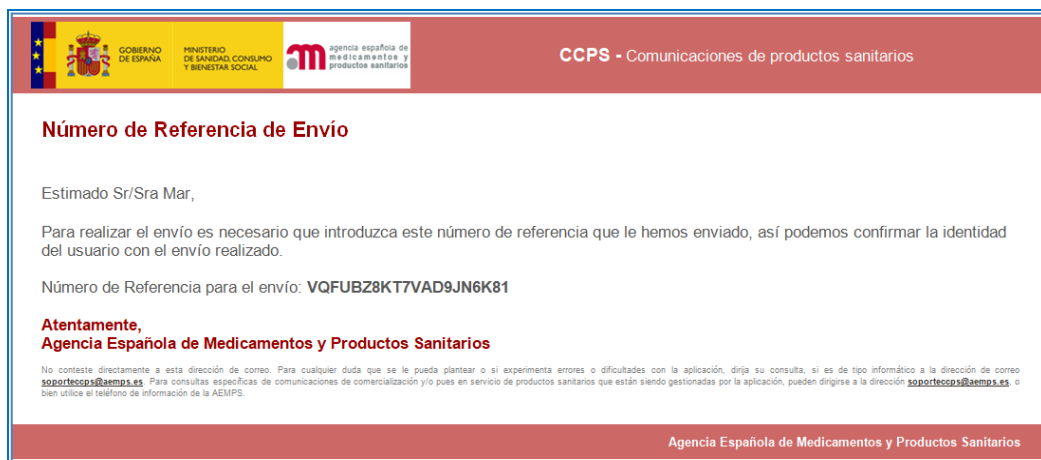 GOBIERNO
DE ESPAÑA
MINISTERIO
DE SANIDAD, CONSUMO
Y BIENESTAR SOCIAL
am
agencia española de
medicamentos y
productos sanitarios
CCPS - Comunicaciones de productos sanitarios
Número de Referencia de Envío
Estimado Sr/Sra Mar,
Para realizar el envío es necesario que introduzca este número de referencia que le hemos enviado, así podemos confirmar la identidad
del usuario con el envío realizado.
Número de Referencia para el envío: VQFUBZ8KT7VAD9JN6K81
Atentamente,
Agencia Española de Medicamentos y Productos Sanitarios
No conteste directamente a esta dirección de correo. Para cualquier duda que se le pueda plantear o si experimenta errores o dificultades con la aplicación, dirija su consulta, si es de tipo informático a la dirección de correo
soporteccps@aemps.es. Para consultas específicas de comunicaciones de comercialización y/o pues en servicio de productos sanitarios que están siendo gestionadas por la aplicación, pueden dirigirse a la dirección soporteccps@aemps.es, o
bien utilice el teléfono de información de la AEMPS.
Agencia Española de Medicamentos y Productos Sanitarios